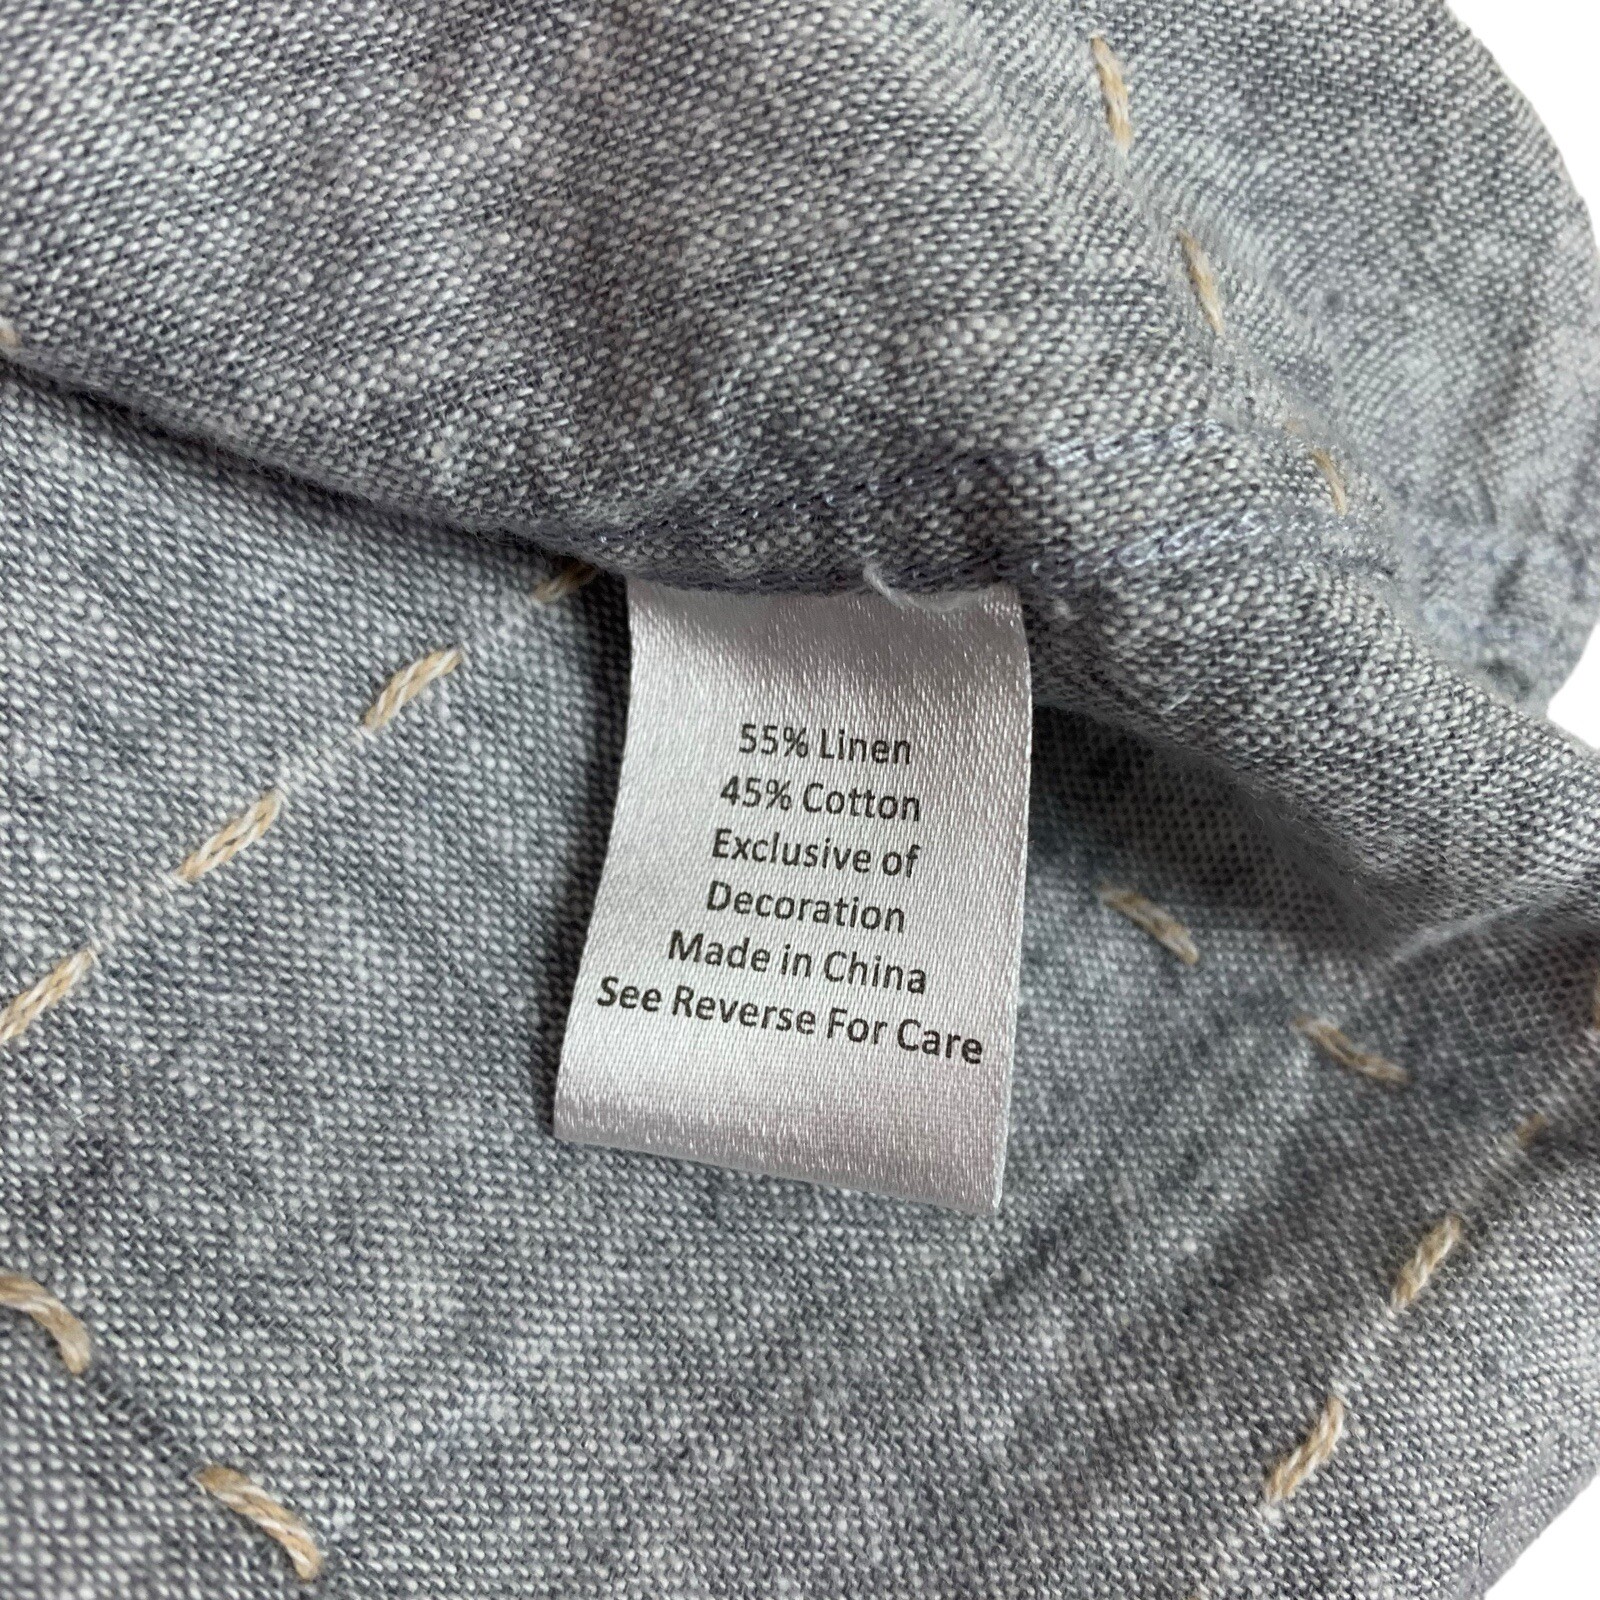 55% Linen
45% Cotton
Exclusive of
Decoration
Made in China
See Reverse For Care